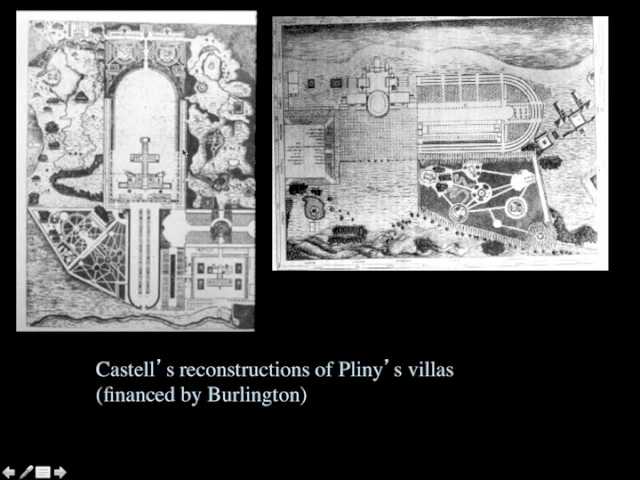 Castell’s reconstructions of Pliny’s villas
(financed by Burlington)